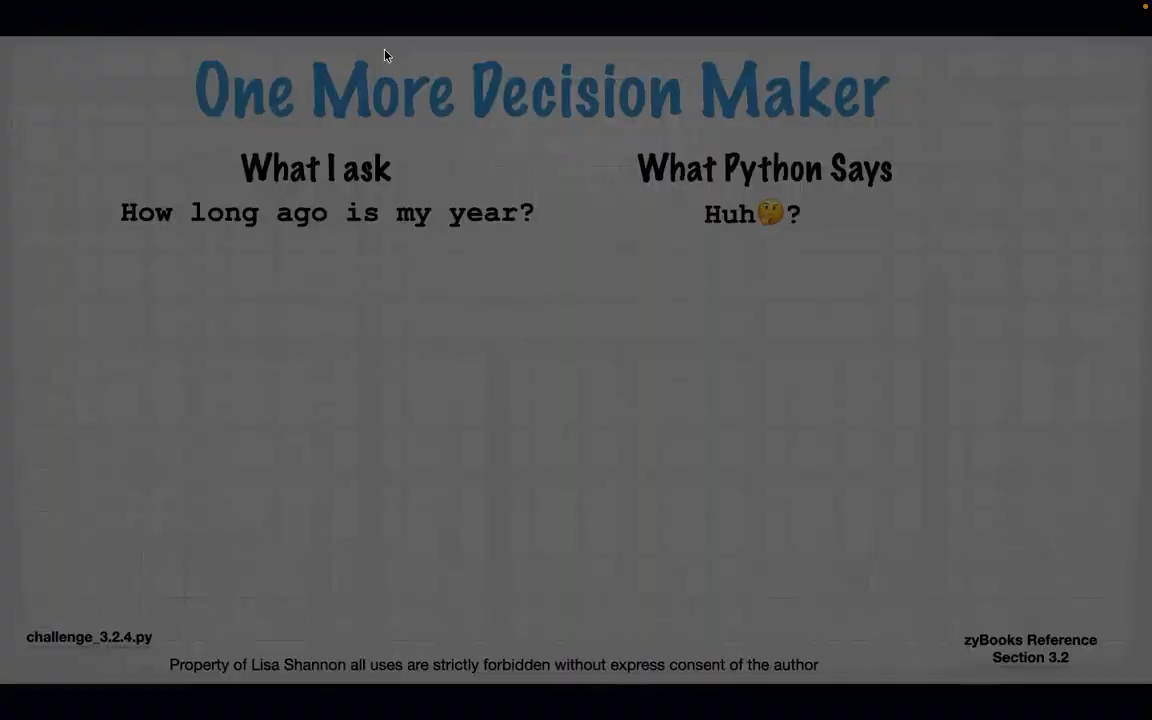 One More Decision Maker
What I ask
What Python Says
How long ago is my year?
Huh🤔?
challenge_3.2.4.py
zyBooks Reference
Section 3.2
Property of Lisa Shannon all uses are strictly forbidden without express consent of the author